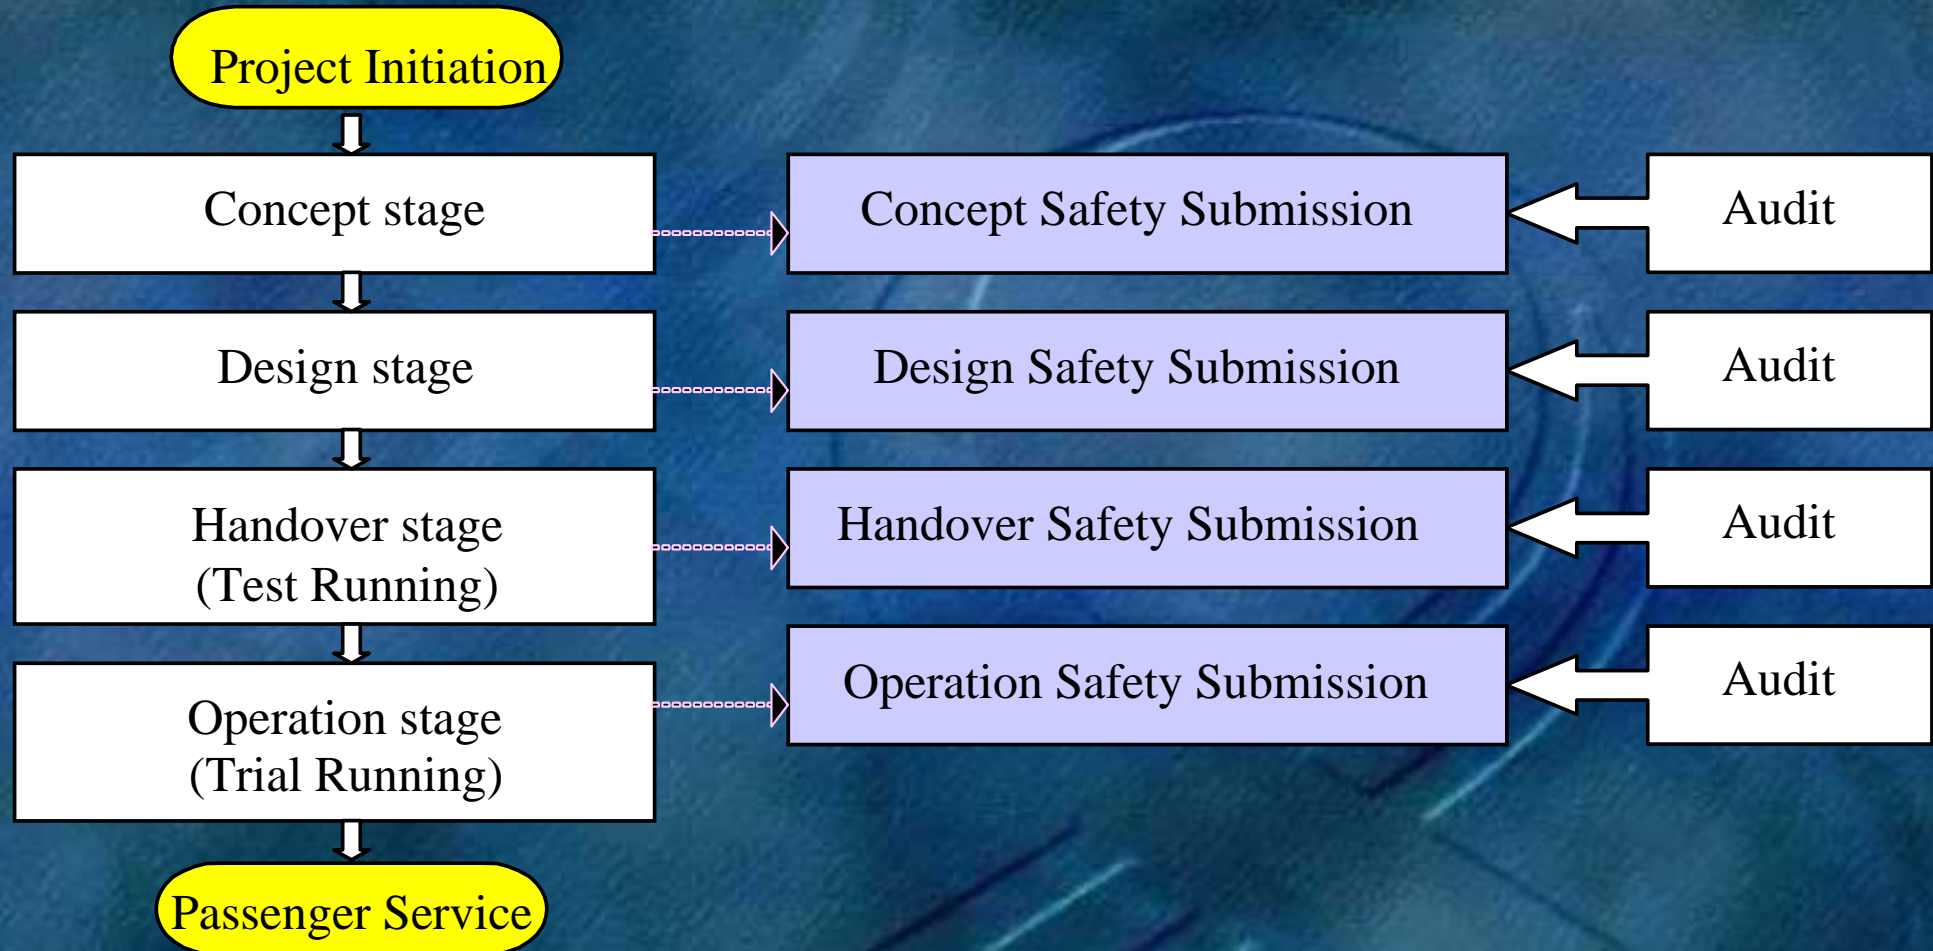 Project Initiation
Concept stage
Concept Safety Submission
Audit
Design stage
Design Safety Submission
Audit
Handover stage
(Test Running)
Handover Safety Submission
Audit
Operation stage
(Trial Running)
Operation Safety Submission
Audit
Passenger Service